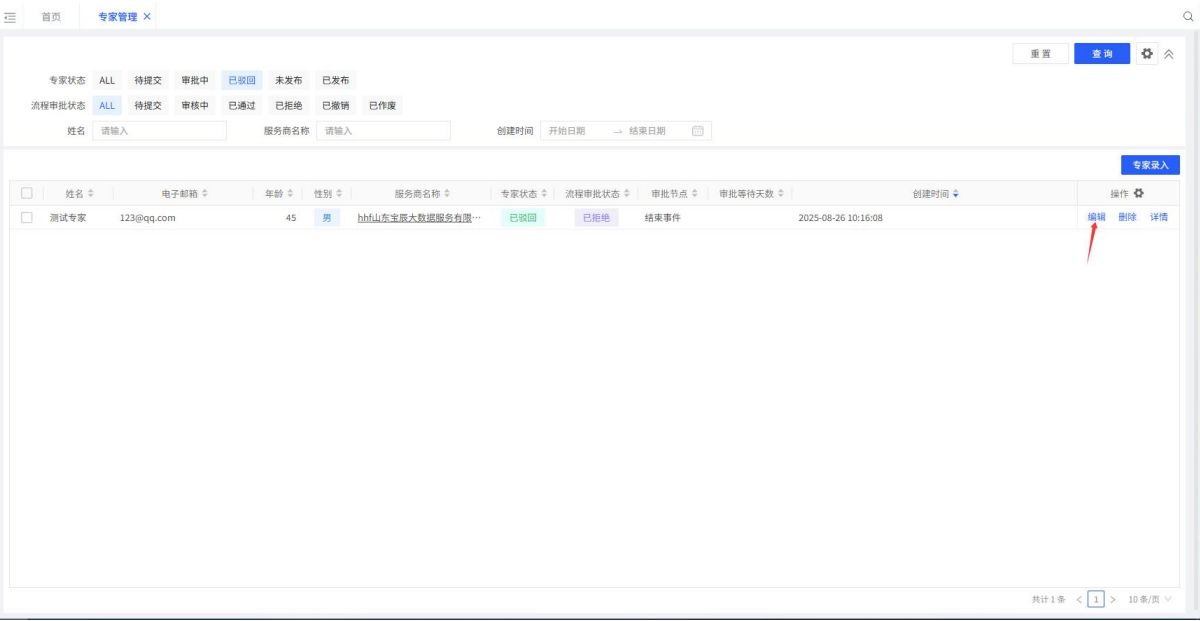 首页 专家管理
重 置 查 询
专家状态 ALL 待提交 审批中 已驳回 未发布 已发布
流程审批状态 ALL 待提交 审核中 已通过 已拒绝 已撤销 已作废
姓名 请输入 服务商名称 请输入 创建时间 开始日期 → 结束日期
专家录入
姓名 电子邮箱 年龄 性别 服务商名称 专家状态 流程审批状态 审批节点 审批等待天数 创建时间 操作
测试专家 123@qq.com 45 男 hhf山东宝辰大数据服务有限… 已驳回 已拒绝 结束事件 2025-08-26 10:16:08 编辑 删除 详情
共计 1 条 < 1 > 10 条/页